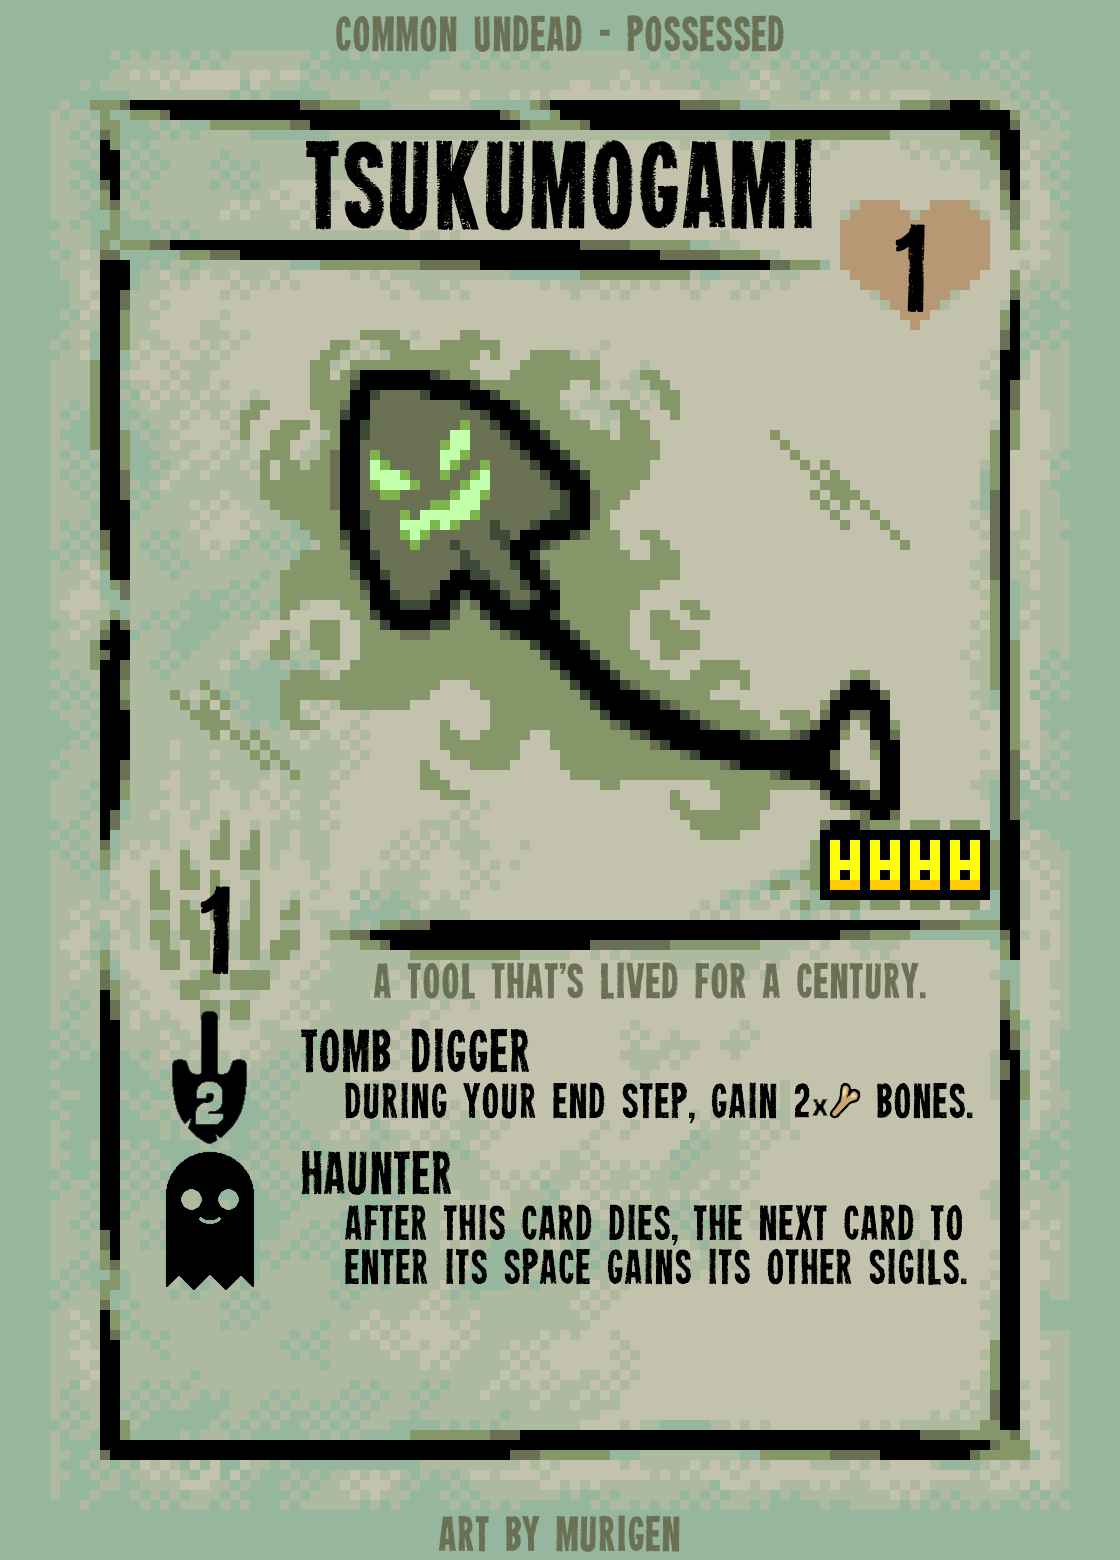 COMMON UNDEAD - POSSESSED
TSUKUMOGAMI
1
1
A TOOL THAT'S LIVED FOR A CENTURY.
TOMB DIGGER
2
DURING YOUR END STEP, GAIN 2x BONES.
HAUNTER
AFTER THIS CARD DIES, THE NEXT CARD TO
ENTER ITS SPACE GAINS ITS OTHER SIGILS.
ART BY MURIGEN